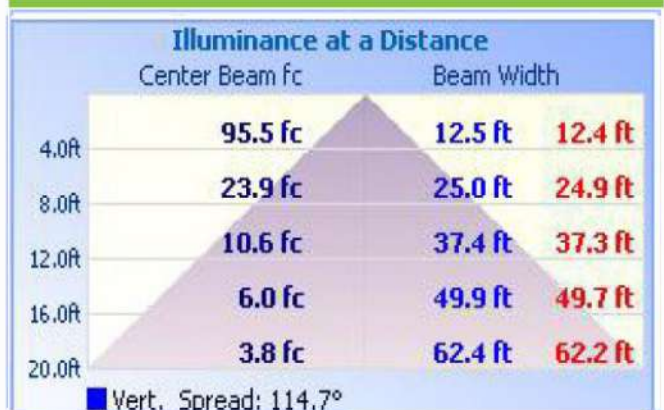 Illuminance at a Distance
Center Beam fc Beam Width
4.0ft 95.5 fc 12.5 ft 12.4 ft
8.0ft 23.9 fc 25.0 ft 24.9 ft
12.0ft 10.6 fc 37.4 ft 37.3 ft
16.0ft 6.0 fc 49.9 ft 49.7 ft
20.0ft 3.8 fc 62.4 ft 62.2 ft
Vert. Spread: 114.7°